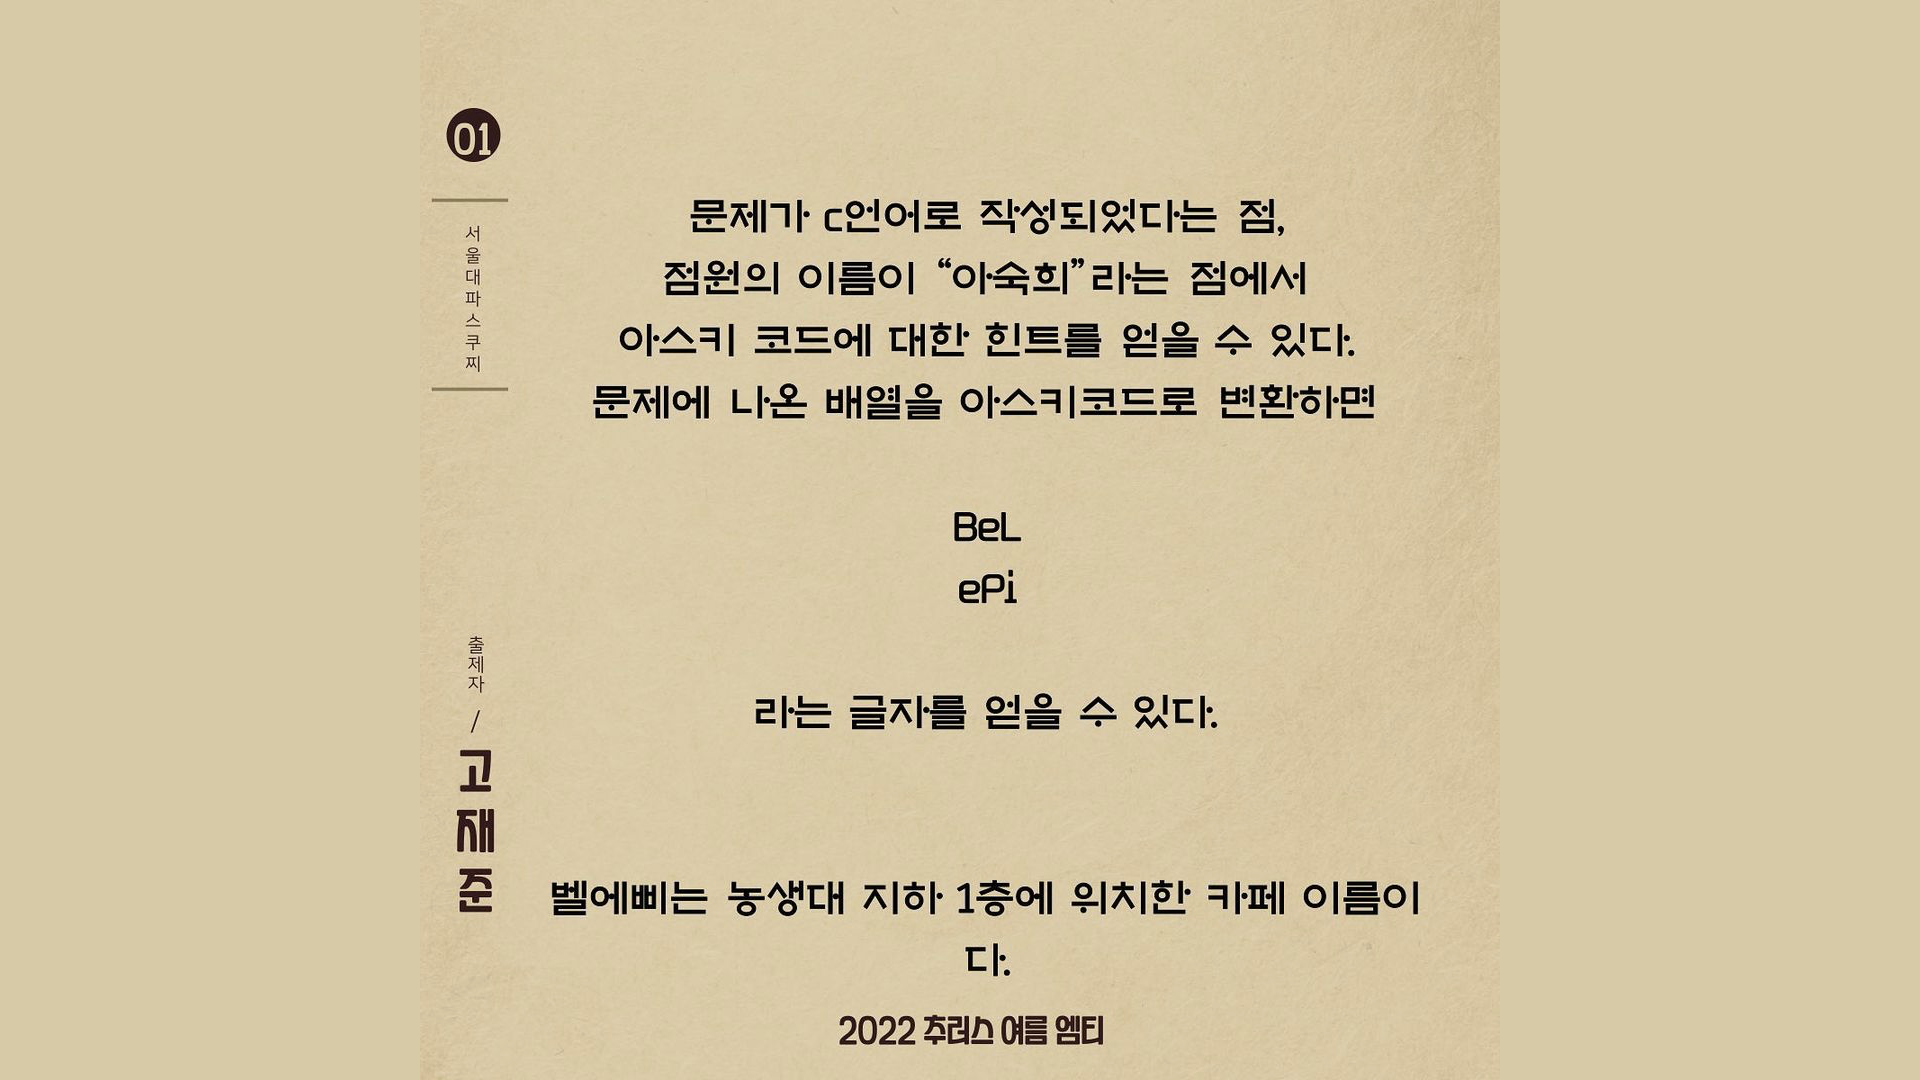 01
서울대파스쿠찌
출제자 / 고재준
문제가 c언어로 작성되었다는 점,
점원의 이름이 “아숙희”라는 점에서
아스키 코드에 대한 힌트를 얻을 수 있다.
문제에 나온 배열을 아스키코드로 변환하면
BeL
ePi
라는 글자를 얻을 수 있다.
벨에삐는 농생대 지하 1층에 위치한 카페 이름이
다.
2022 추리스 여름 엠티